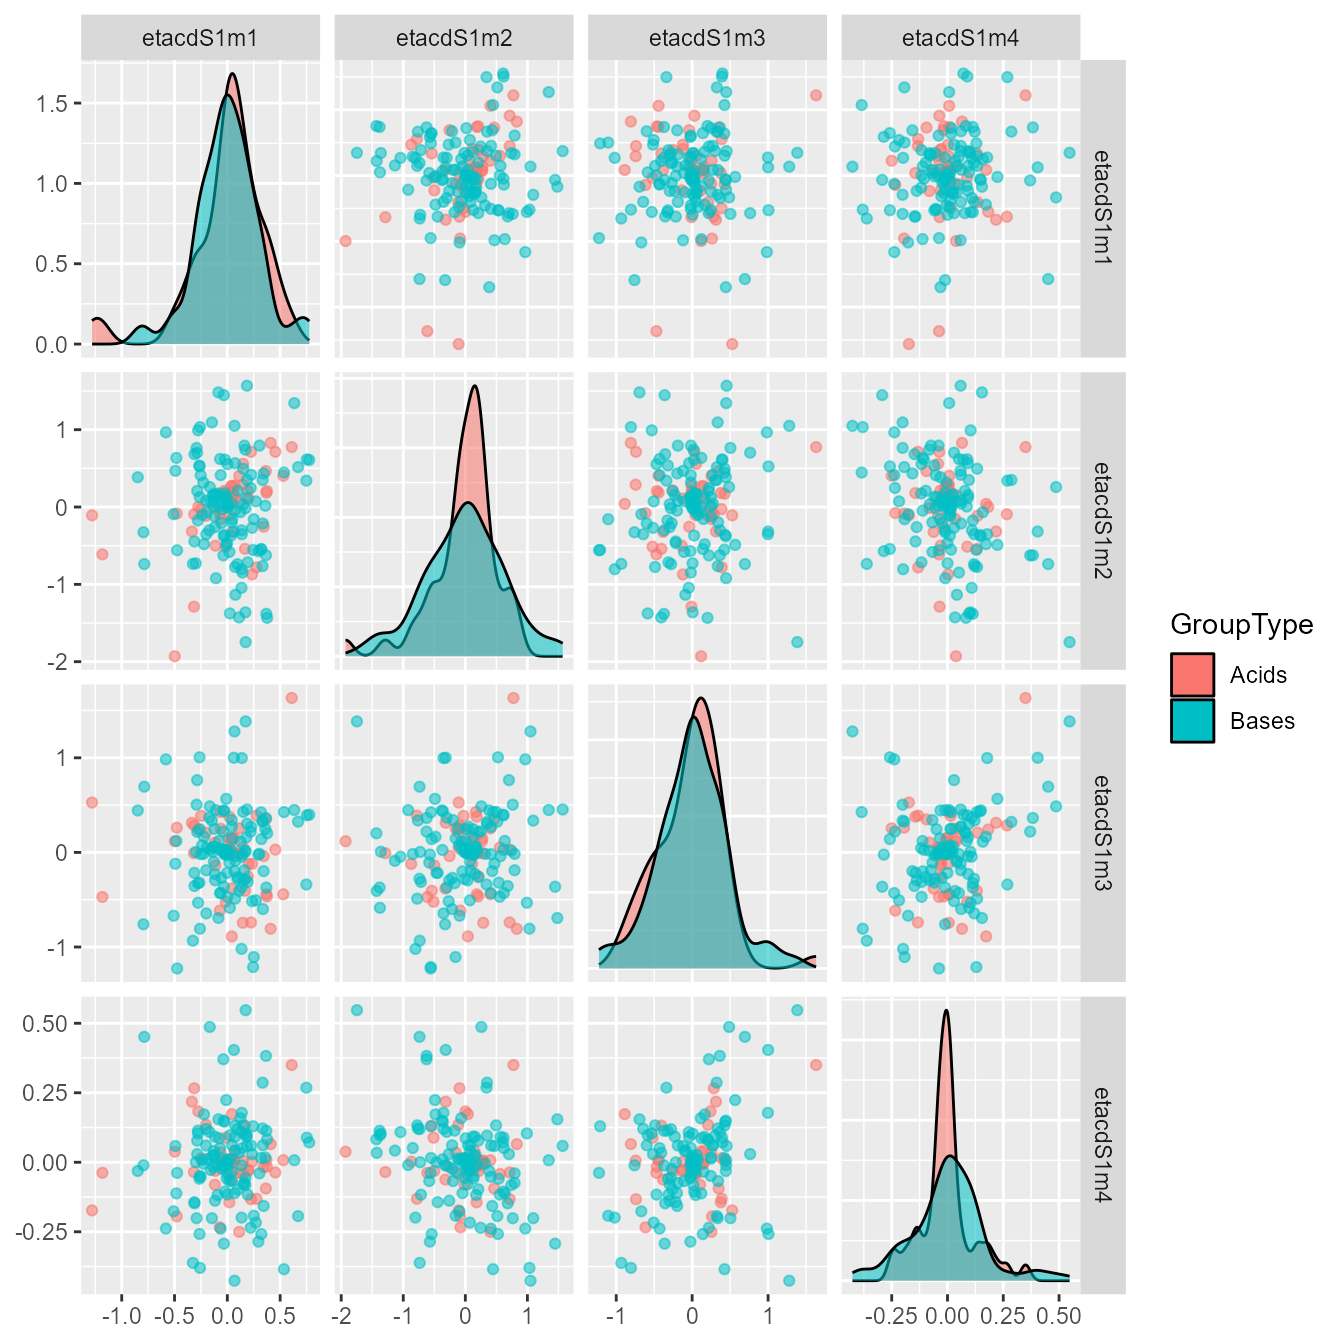 etacdS1m1 etacdS1m2 etacdS1m3 etacdS1m4
1.5
1.0
0.5
0.0
etacdS1m1
1
0
-1
-2
etacdS1m2
GroupType
Acids
Bases
1
0
-1
etacdS1m3
0.50
0.25
0.00
-0.25
etacdS1m4
-1.0 -0.5 0.0 0.5 -2 -1 0 1 -1 0 1 -0.25 0.00 0.25 0.50